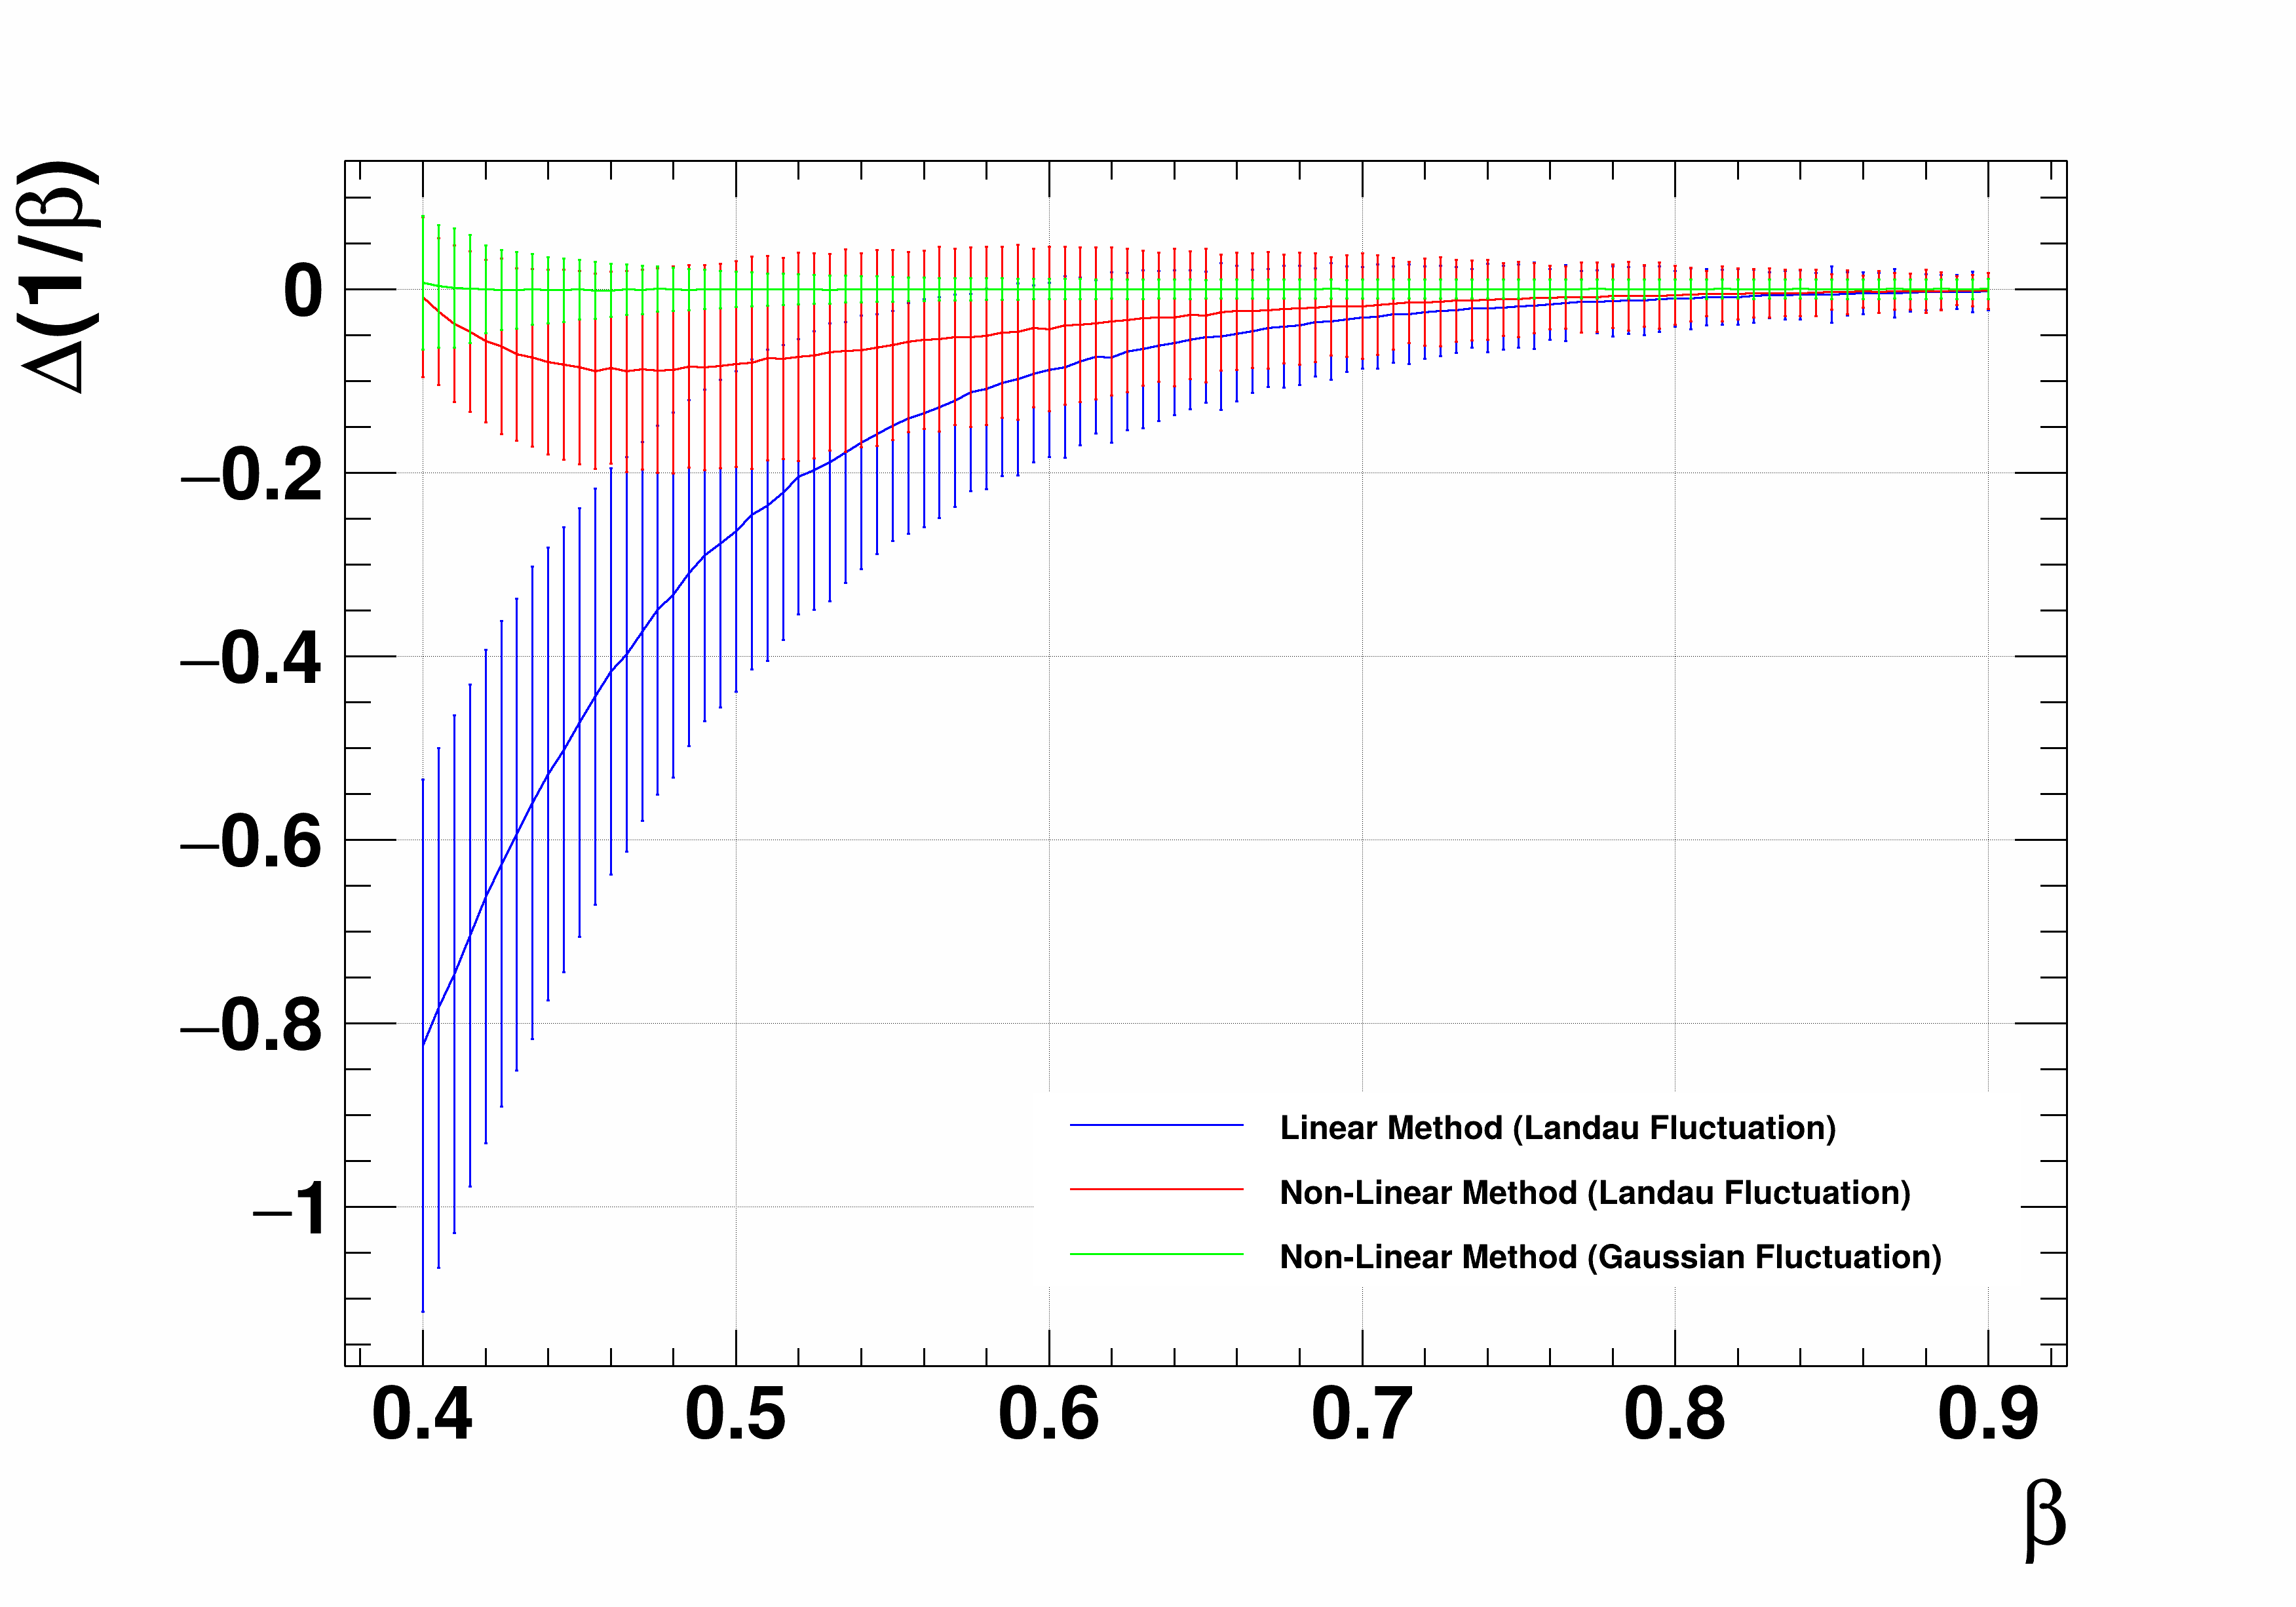 Δ(1/β)
0
−0.2
−0.4
−0.6
−0.8
−1
Linear Method (Landau Fluctuation)
Non-Linear Method (Landau Fluctuation)
Non-Linear Method (Gaussian Fluctuation)
0.4 0.5 0.6 0.7 0.8 0.9
β